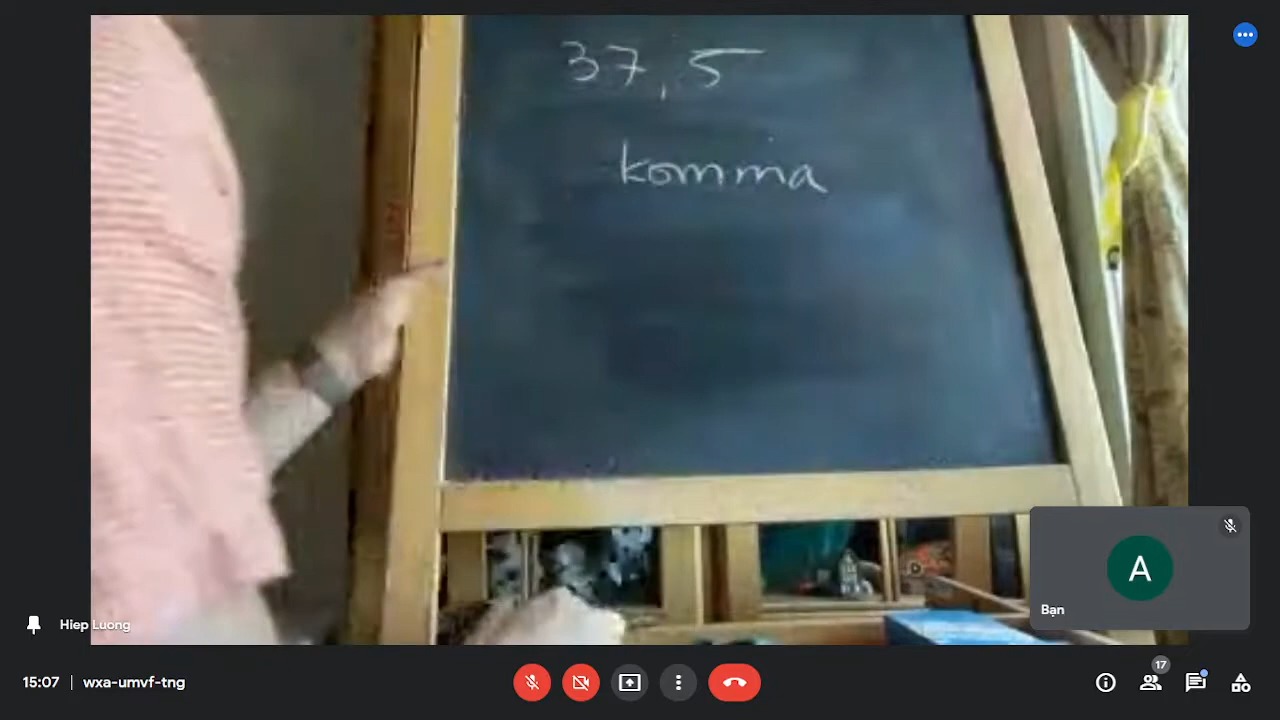 37,5
komma
A
Bạn
Hiep Luong
17
15:07 | wxa-umvf-tng